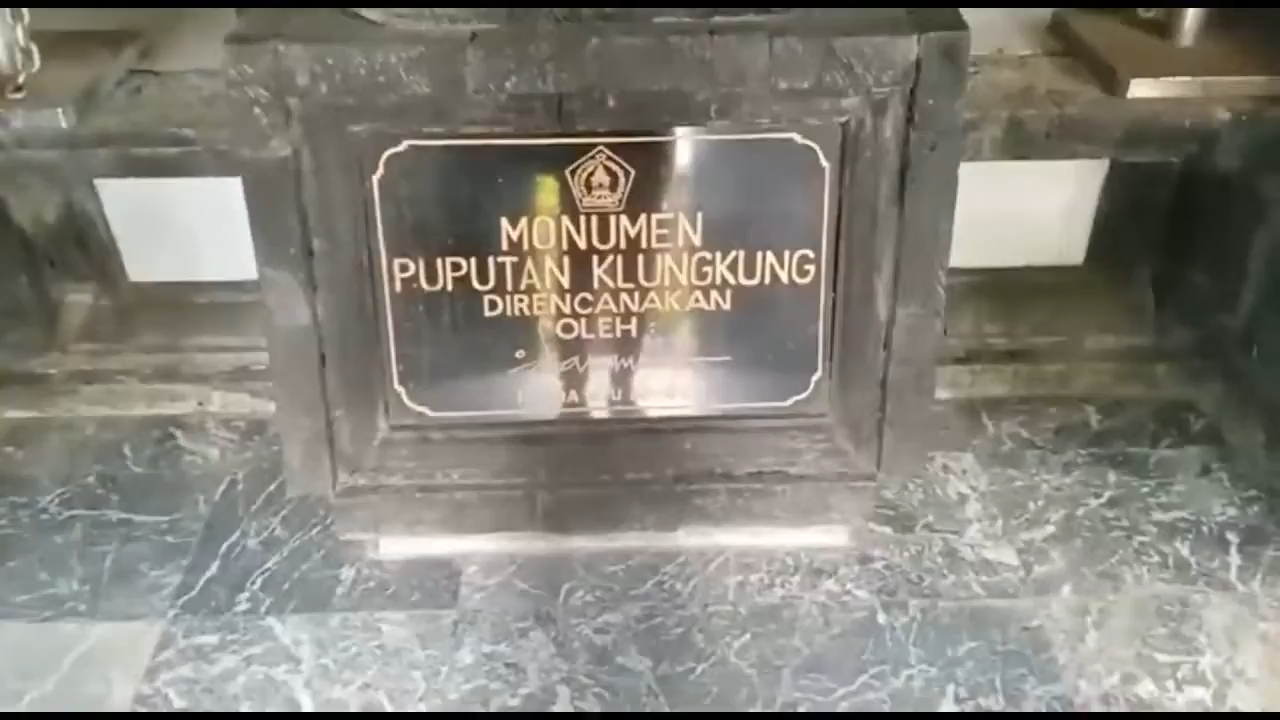 MONUMEN
PUPUTAN KLUNGKUNG
DIRENCANAKAN
OLEH :